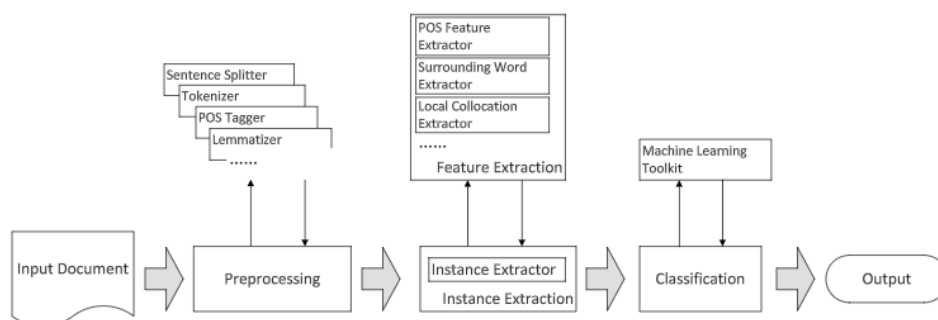 POS Feature
Extractor
Surrounding Word
Extractor
Local Collocation
Extractor
......
Feature Extraction
Sentence Splitter
Tokenizer
POS Tagger
Lemmatizer
......
Machine Learning
Toolkit
Input Document
Preprocessing
Instance Extractor
Instance Extraction
Classification
Output